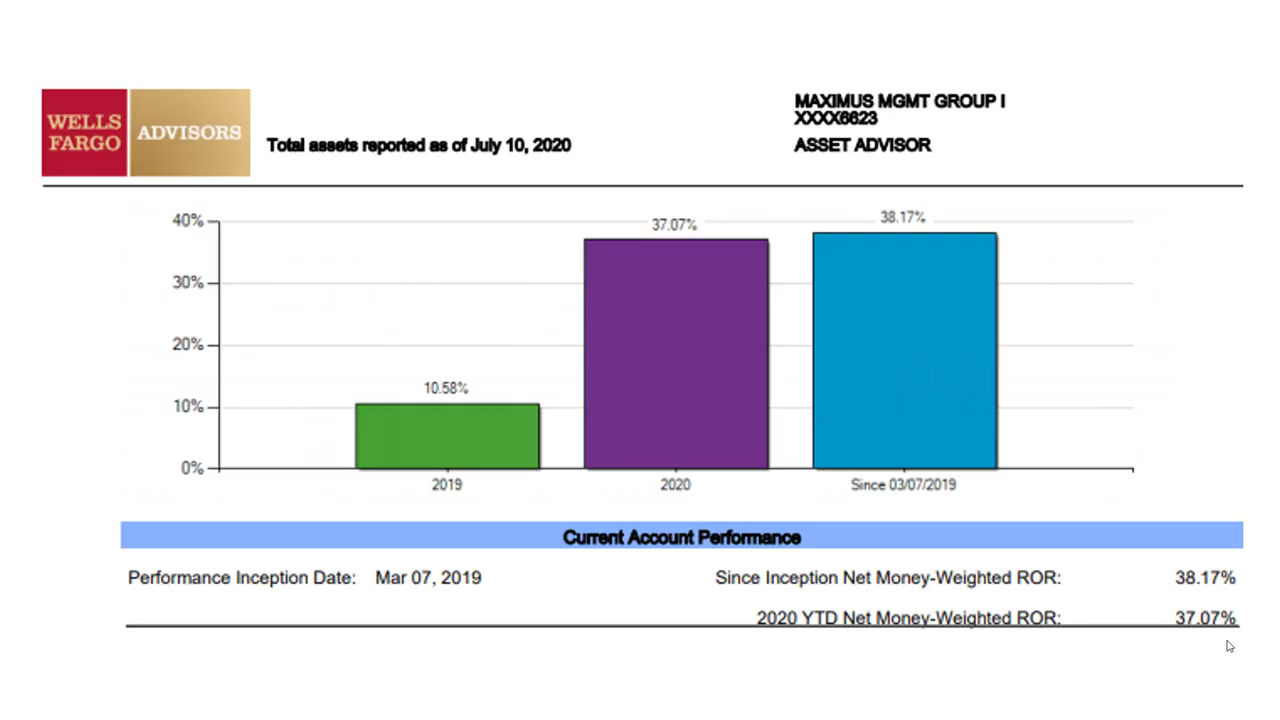 WELLS
FARGO
ADVISORS
Total assets reported as of July 10, 2020
MAXIMUS MGMT GROUP I
XXXX6623
ASSET ADVISOR
40%
30%
20%
10%
0%
10.58%
37.07%
38.17%
2019
2020
Since 03/07/2019
Current Account Performance
Performance Inception Date: Mar 07, 2019
Since Inception Net Money-Weighted ROR: 38.17%
2020 YTD Net Money-Weighted ROR: 37.07%